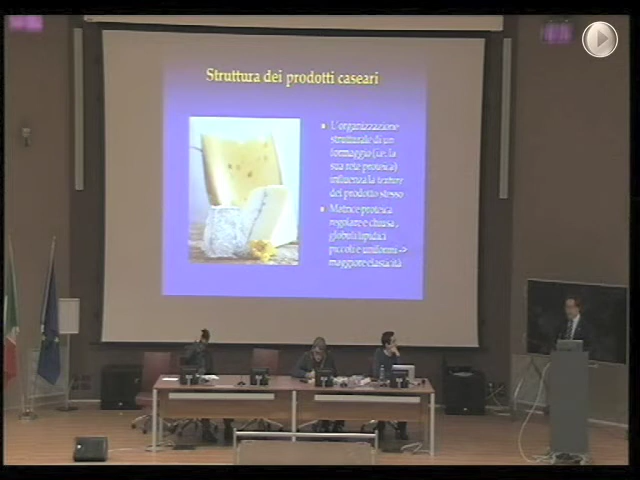 Struttura dei prodotti caseari
L'organizzazione
strutturale di un
formaggio (i.e. la
sua rete proteica)
influenza la texture
del prodotto stesso
Matrice proteica
regolare e chiusa,
globuli lipidici
piccoli e uniformi ->
maggiore elasticità